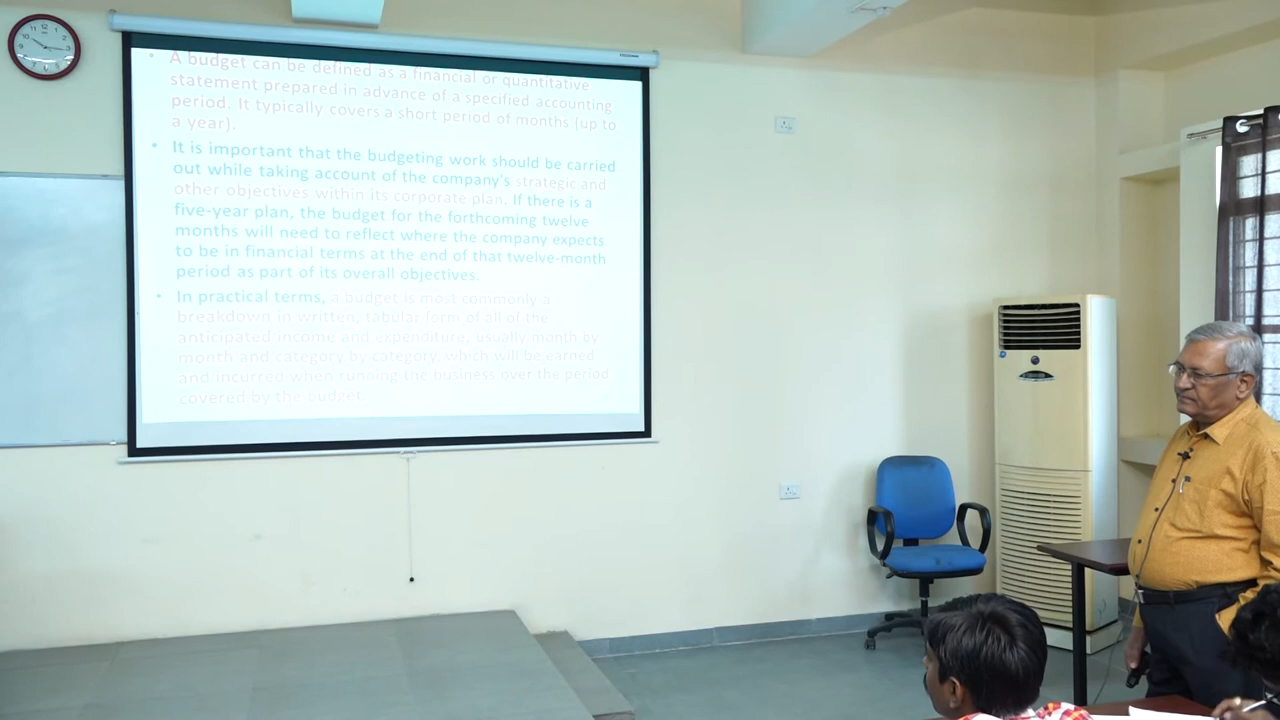 • A budget can be defined as a financial or quantitative
statement prepared in advance of a specified accounting
period. It typically covers a short period of months (up to
a year).
• It is important that the budgeting work should be carried
out while taking account of the company's strategic and
other objectives within its corporate plan. If there is a
five-year plan, the budget for the forthcoming twelve
months will need to reflect where the company expects
to be in financial terms at the end of that twelve-month
period as part of its overall objectives.
• In practical terms, a budget is most commonly a
breakdown in written, tabular form of all of the
anticipated income and expenditure, usually month by
month and category by category, which will be earned
and incurred when running the business over the period
covered by the budget.